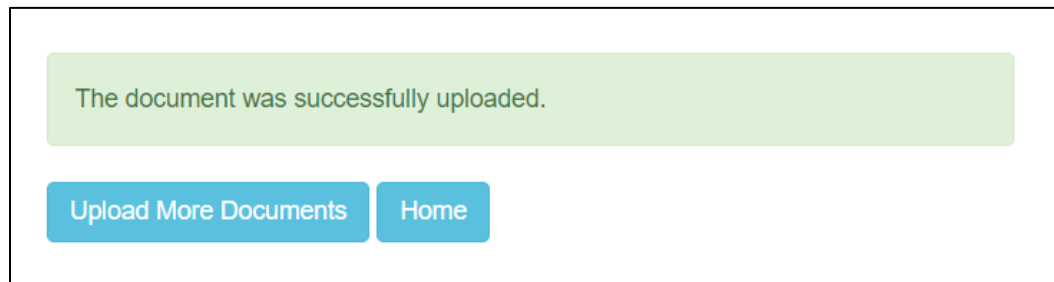 The document was successfully uploaded.
Upload More Documents Home